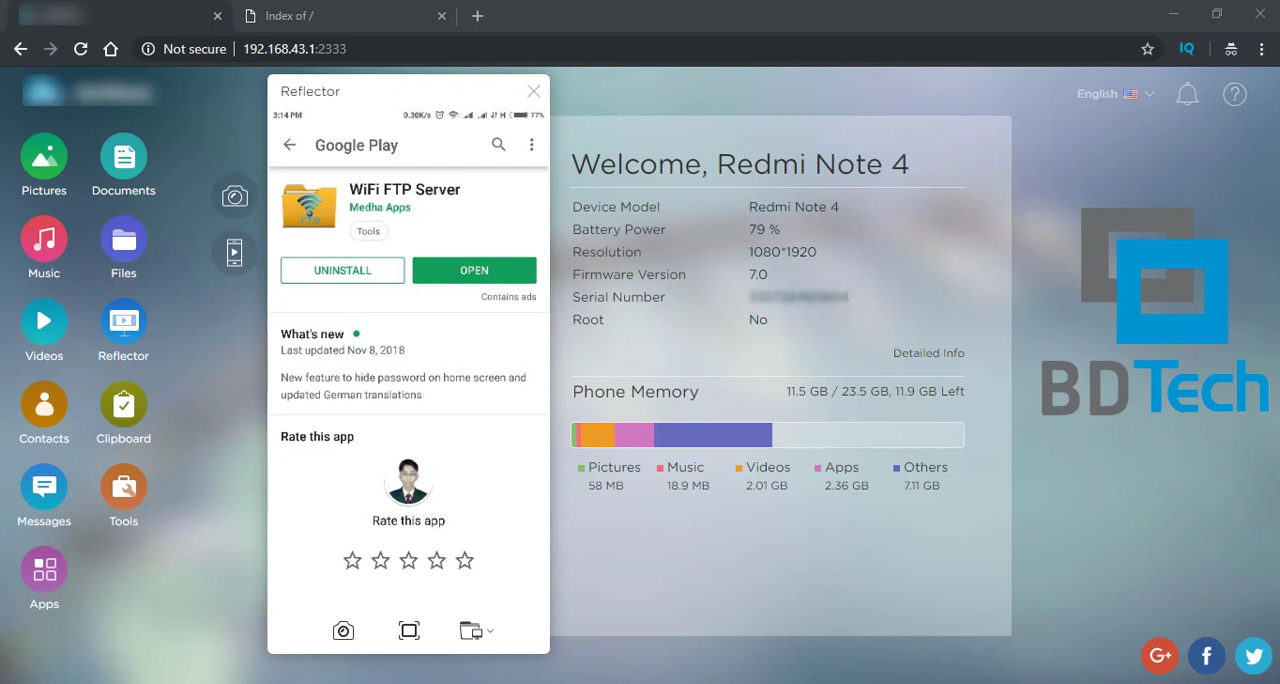 Index of /
Not secure
192.168.43.1:2333
IQ
English
Pictures
Documents
Music
Files
Videos
Reflector
Contacts
Clipboard
Messages
Tools
Apps
Reflector
3:14 PM
0.30K/s
H
77%
Google Play
FTP
WiFi FTP Server
Medha Apps
Tools
UNINSTALL
OPEN
Contains ads
What's new
Last updated Nov 8, 2018
New feature to hide password on home screen and
updated German translations
Rate this app
Rate this app
Welcome, Redmi Note 4
Device Model Redmi Note 4
Battery Power 79 %
Resolution 1080*1920
Firmware Version 7.0
Serial Number
Root No
Detailed Info
Phone Memory 11.5 GB / 23.5 GB, 11.9 GB Left
Pictures Music Videos Apps Others
58 MB 18.9 MB 2.01 GB 2.36 GB 7.11 GB
BDTech
G+
f